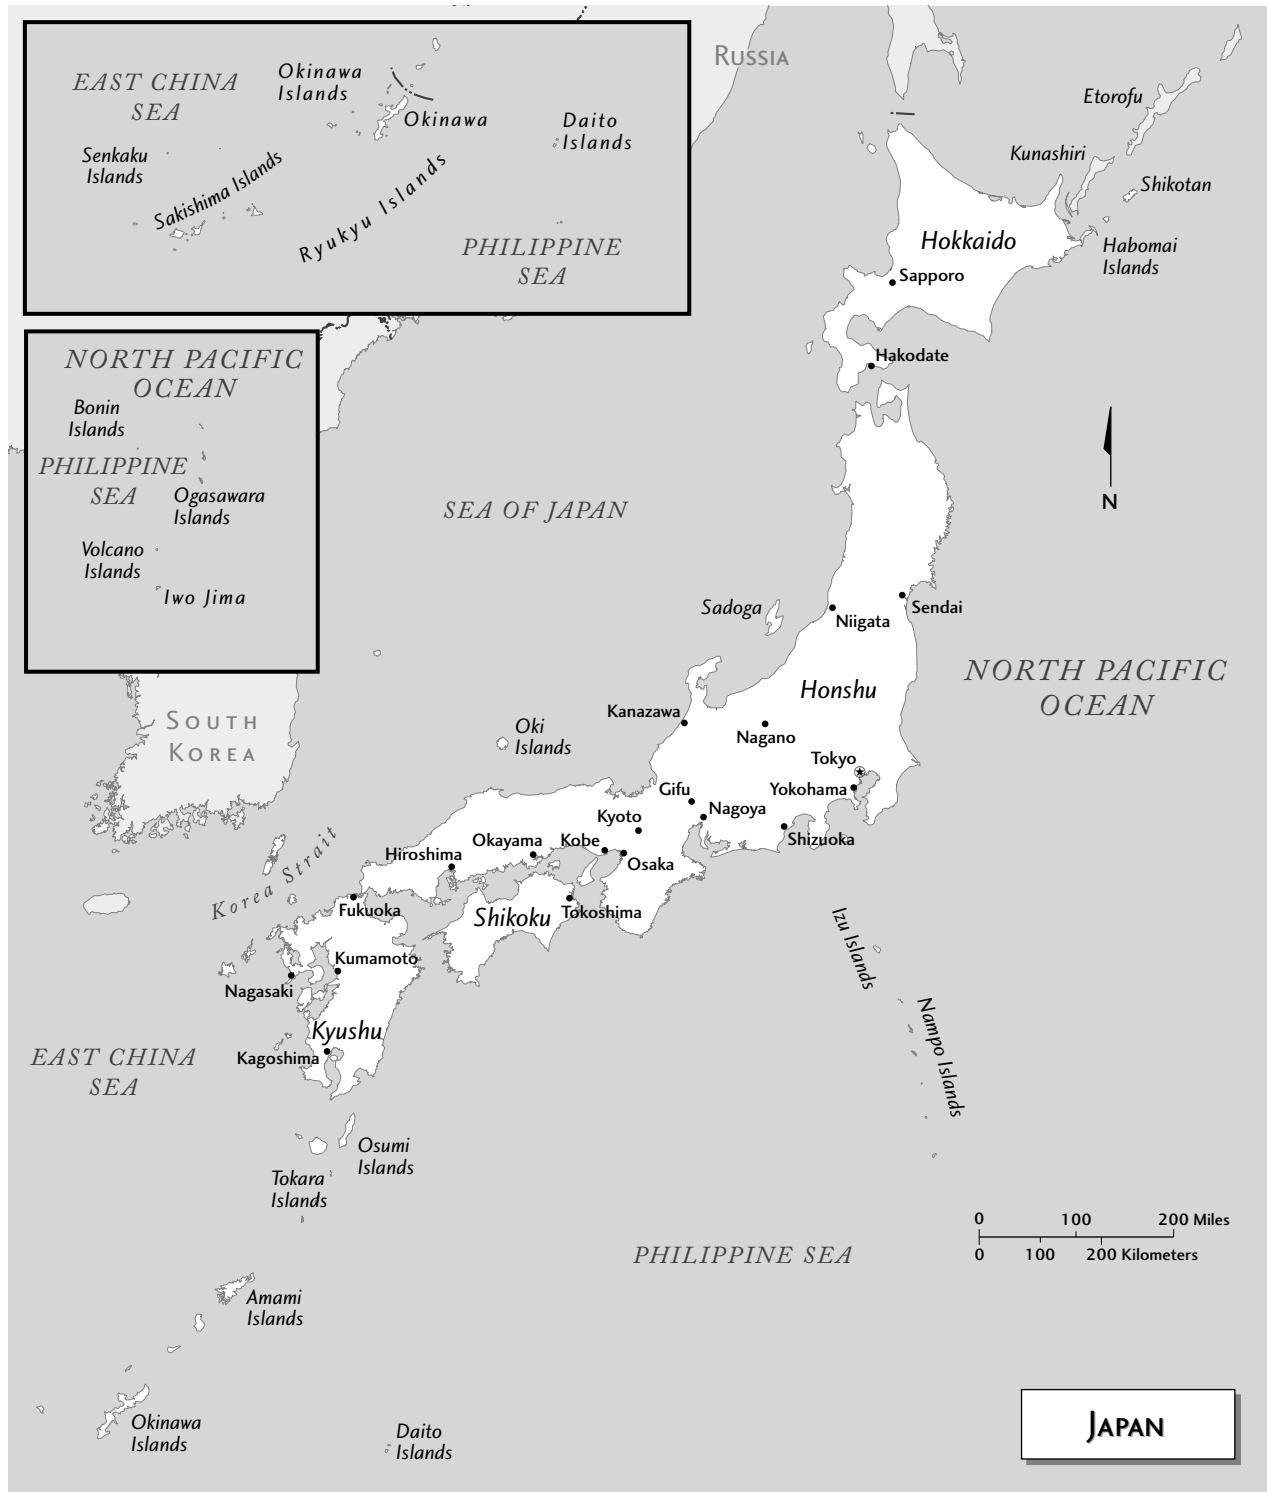 RUSSIA
EAST CHINA
SEA
Okinawa
Islands
Okinawa
Daito
Islands
Senkaku
Islands
Sakishima Islands
Ryukyu Islands
PHILIPPINE
SEA
Etorofu
Kunashiri
Shikotan
Habomai
Islands
Hokkaido
Sapporo
Hakodate
NORTH PACIFIC
OCEAN
Bonin
Islands
PHILIPPINE
SEA
Ogasawara
Islands
Volcano
Islands
Iwo Jima
N
SEA OF JAPAN
Sadoga
Niigata
Sendai
NORTH PACIFIC
OCEAN
Honshu
SOUTH
KOREA
Oki
Islands
Kanazawa
Nagano
Tokyo
Yokohama
Gifu
Nagoya
Shizuoka
Kyoto
Kobe
Osaka
Okayama
Hiroshima
Korea Strait
Fukuoka
Shikoku
Tokoshima
Kumamoto
Nagasaki
Kyushu
Kagoshima
Izu Islands
Nampo Islands
EAST CHINA
SEA
Osumi
Islands
Tokara
Islands
PHILIPPINE SEA
0 100 200 Miles
0 100 200 Kilometers
Amami
Islands
Okinawa
Islands
Daito
Islands
JAPAN